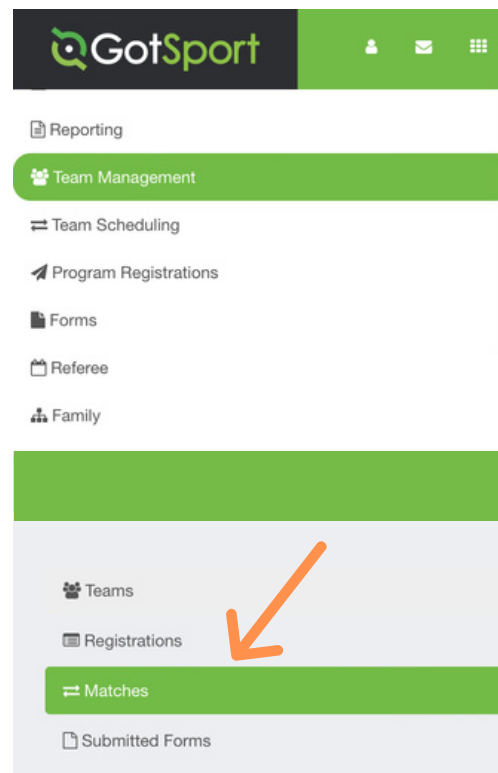 GotSport
Reporting
Team Management
Team Scheduling
Program Registrations
Forms
Referee
Family
Teams
Registrations
Matches
Submitted Forms